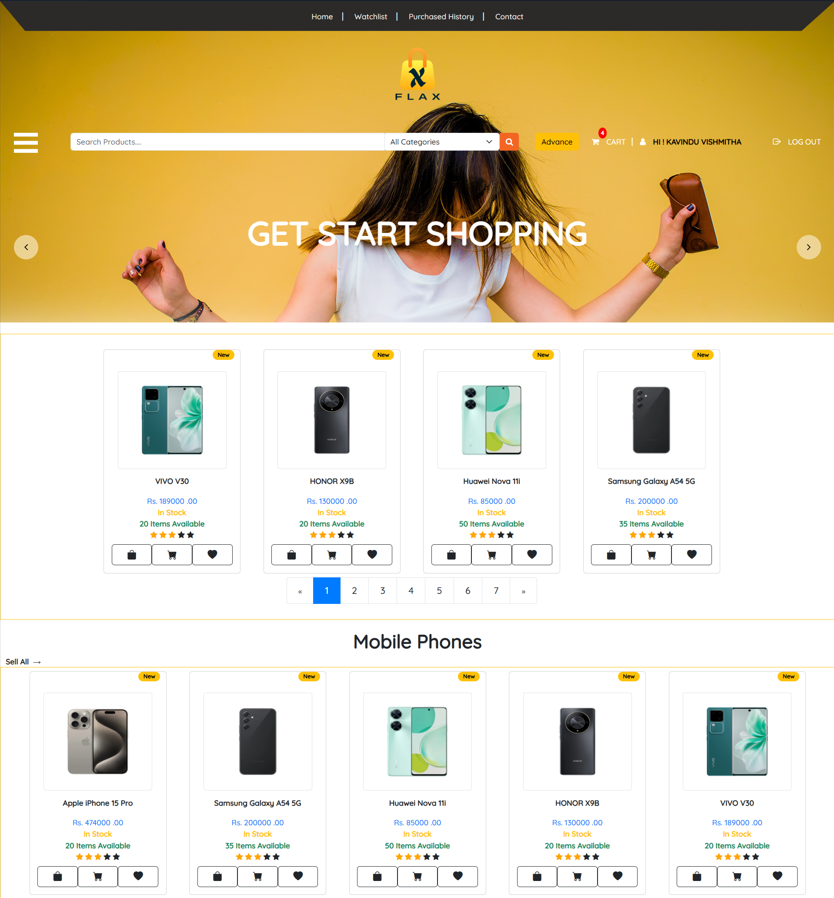 Home | Watchlist | Purchased History | Contact
X
FLAX
Search Products... All Categories Advance 4 CART | HI ! KAVINDU VISHMITHA LOG OUT
GET START SHOPPING
New New New New
VIVO V30 HONOR X9B Huawei Nova 11i Samsung Galaxy A54 5G
Rs. 189000 .00 Rs. 130000 .00 Rs. 85000 .00 Rs. 200000 .00
In Stock In Stock In Stock In Stock
20 Items Available 20 Items Available 50 Items Available 35 Items Available
« 1 2 3 4 5 6 7 »
Mobile Phones
Sell All →
New New New New New
Apple iPhone 15 Pro Samsung Galaxy A54 5G Huawei Nova 11i HONOR X9B VIVO V30
Rs. 474000 .00 Rs. 200000 .00 Rs. 85000 .00 Rs. 130000 .00 Rs. 189000 .00
In Stock In Stock In Stock In Stock In Stock
20 Items Available 35 Items Available 50 Items Available 20 Items Available 20 Items Available